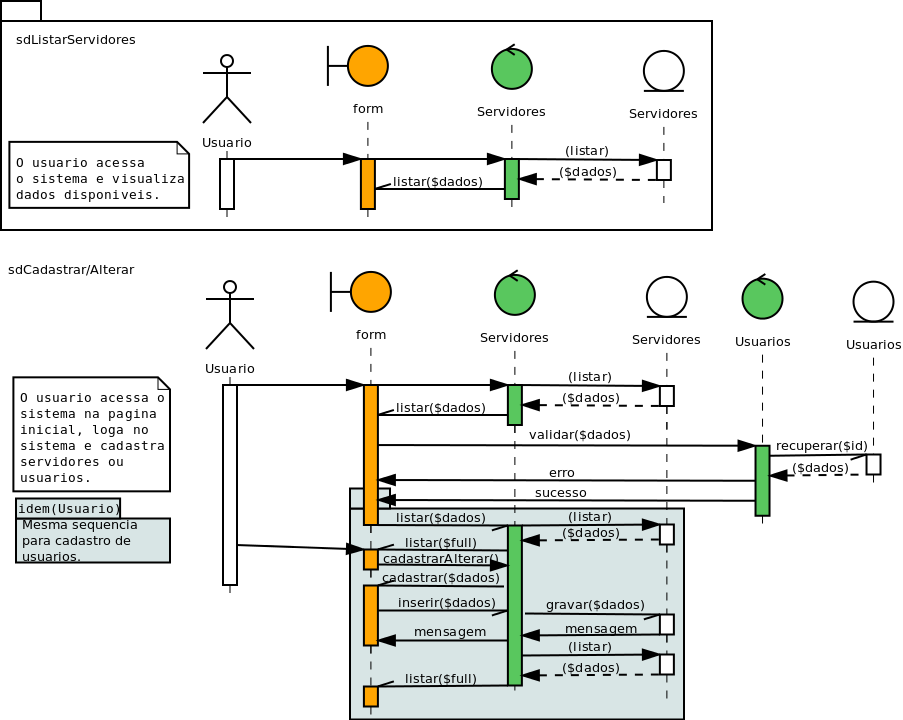 sdListarServidores
Usuario
form
Servidores
Servidores
O usuario acessa
o sistema e visualiza
dados disponiveis.
(listar)
($dados)
listar($dados)
sdCadastrar/Alterar
Usuario
form
Servidores
Servidores
Usuarios
Usuarios
O usuario acessa o
sistema na pagina
inicial, loga no
sistema e cadastra
servidores ou
usuarios.
idem(Usuario)
Mesma sequencia
para cadastro de
usuarios.
(listar)
($dados)
listar($dados)
validar($dados)
recuperar($id)
($dados)
erro
sucesso
listar($dados)
(listar)
($dados)
listar($full)
cadastrarAlterar()
cadastrar($dados)
inserir($dados)
gravar($dados)
mensagem
mensagem
(listar)
($dados)
listar($full)